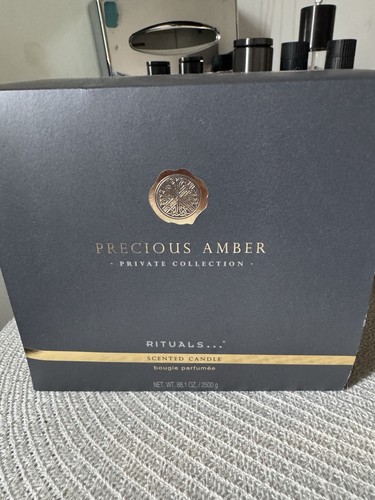 PRECIOUS AMBER
· PRIVATE COLLECTION ·
RITUALS...®
SCENTED CANDLE
bougie parfumée
NET. WT. 88,1 OZ. / 2500 g